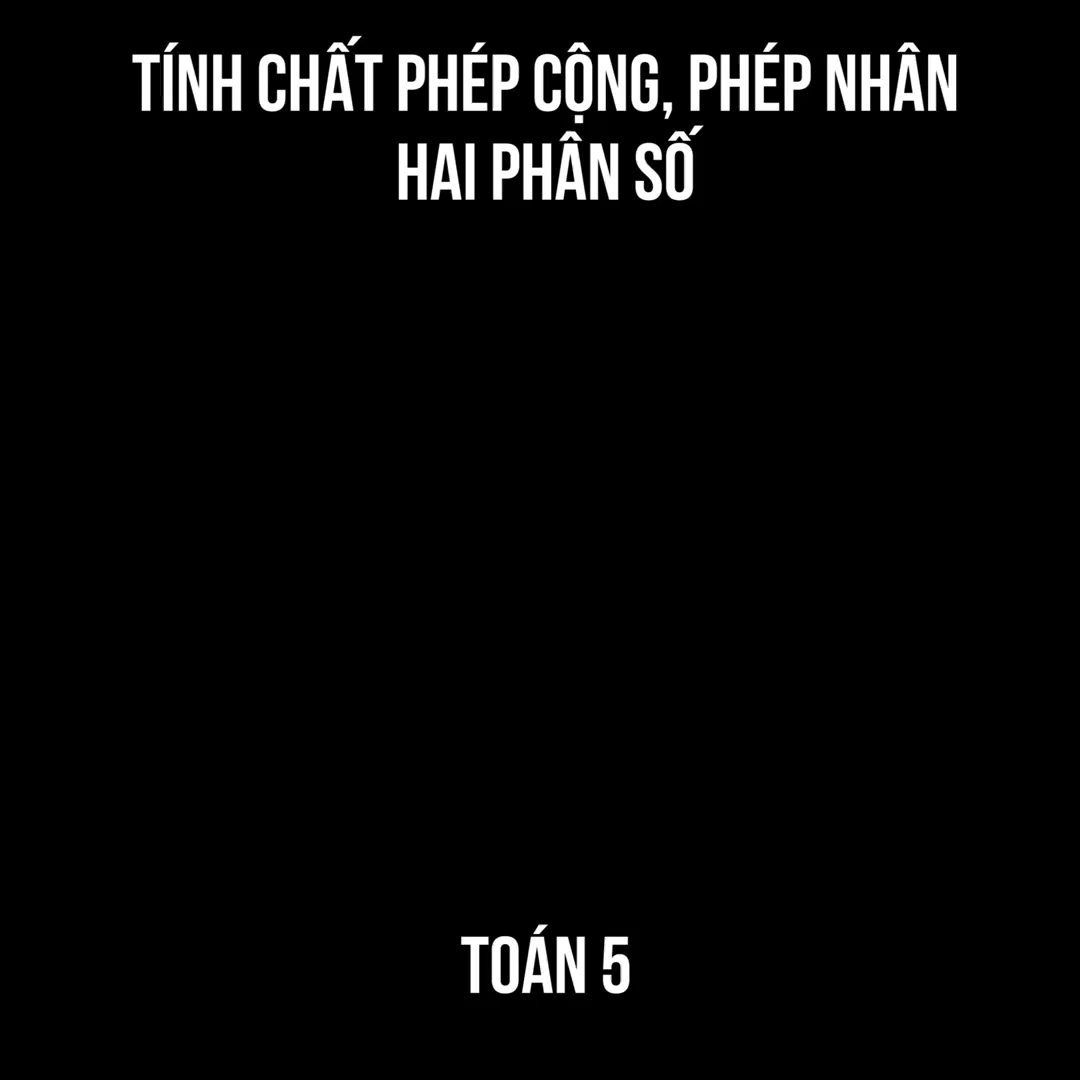 TÍNH CHẤT PHÉP CỘNG, PHÉP NHÂN
HAI PHÂN SỐ
TOÁN 5